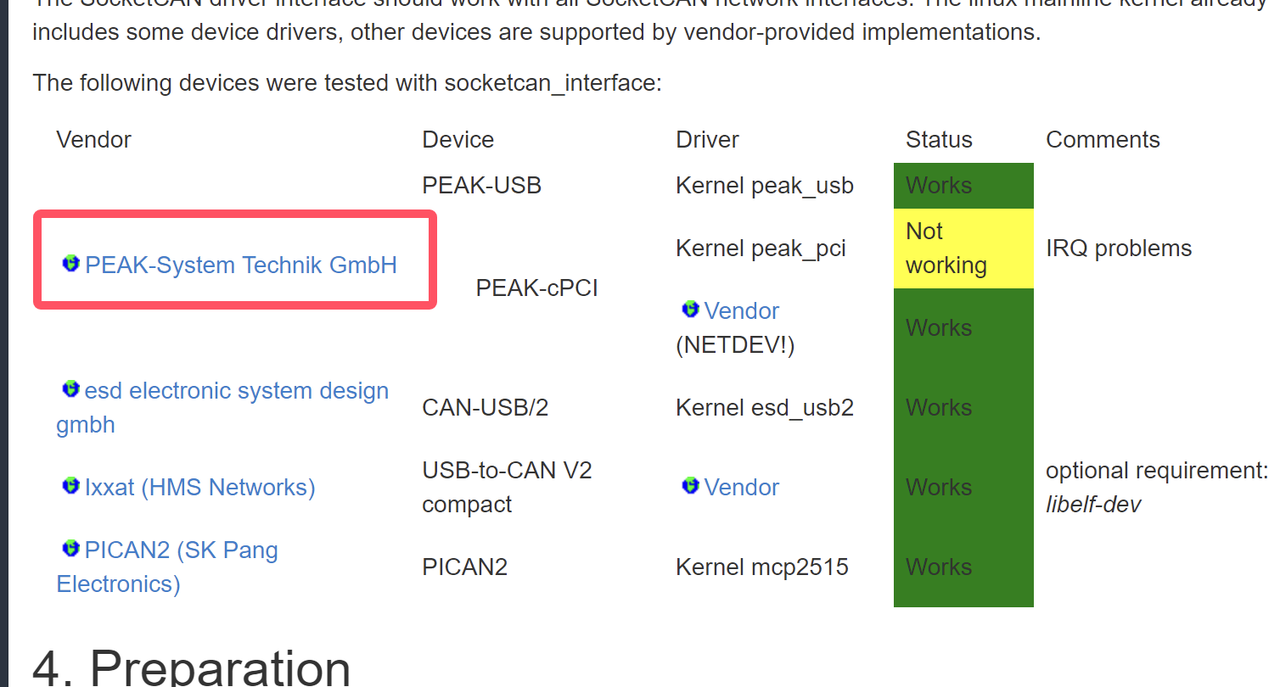 The SocketCAN driver interface should work with all SocketCAN network interfaces. The linux mainline kernel already
includes some device drivers, other devices are supported by vendor-provided implementations.
The following devices were tested with socketcan_interface:
Vendor Device Driver Status Comments
PEAK-USB Kernel peak_usb Works
PEAK-System Technik GmbH PEAK-cPCI Kernel peak_pci Not working IRQ problems
Vendor (NETDEV!) Works
esd electronic system design gmbh CAN-USB/2 Kernel esd_usb2 Works
Ixxat (HMS Networks) USB-to-CAN V2 compact Vendor Works optional requirement: libelf-dev
PICAN2 (SK Pang Electronics) PICAN2 Kernel mcp2515 Works
4. Preparation